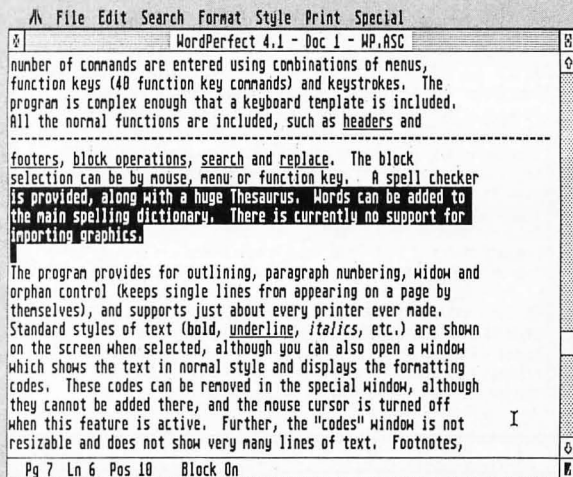 File Edit Search Format Style Print Special
WordPerfect 4.1 - Doc 1 - WP.ASC
number of commands are entered using combinations of menus,
function keys (40 function key commands) and keystrokes.  The
program is complex enough that a keyboard template is included.
All the normal functions are included, such as headers and
footers, block operations, search and replace.  The block
selection can be by mouse, menu or function key.  A spell checker
is provided, along with a huge Thesaurus.  Words can be added to
the main spelling dictionary.  There is currently no support for
importing graphics.
The program provides for outlining, paragraph numbering, widow and
orphan control (keeps single lines from appearing on a page by
themselves), and supports just about every printer ever made.
Standard styles of text (bold, underline, italics, etc.) are shown
on the screen when selected, although you can also open a window
which shows the text in normal style and displays the formatting
codes.  These codes can be removed in the special window, although
they cannot be added there, and the mouse cursor is turned off
when this feature is active.  Further, the "codes" window is not
resizable and does not show very many lines of text.  Footnotes,
Pg 7 Ln 6 Pos 10 Block On